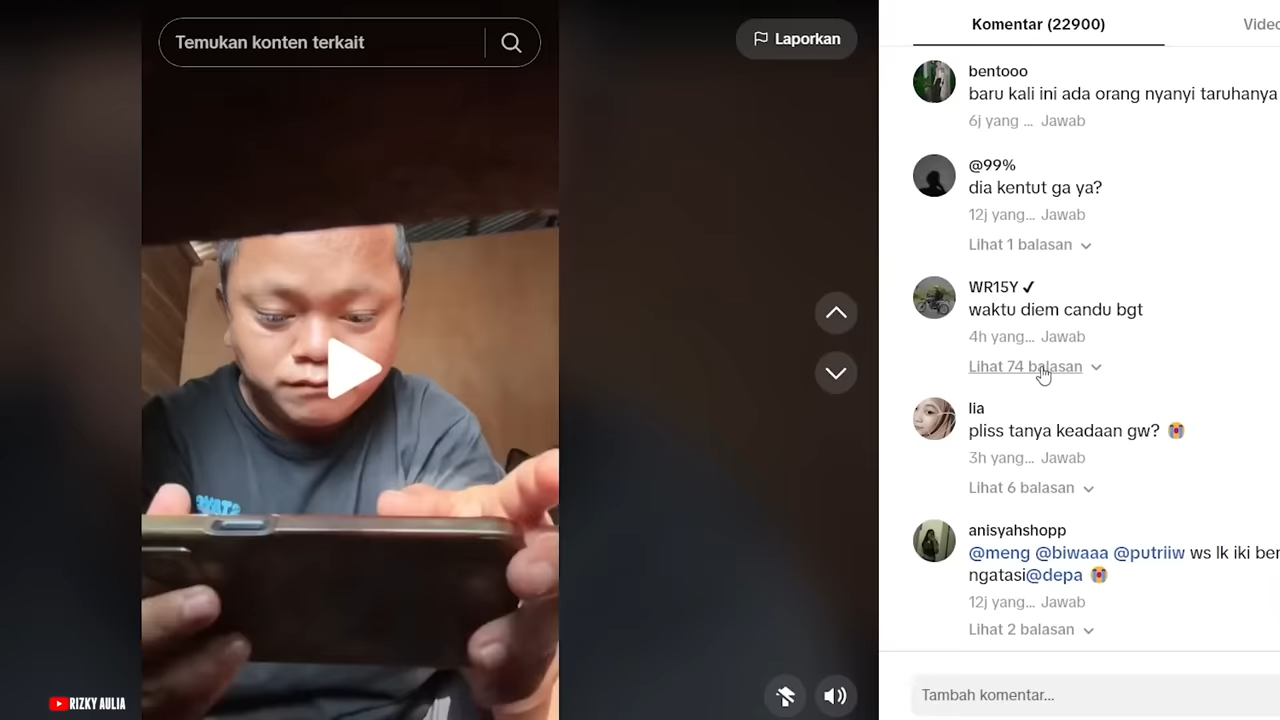 Temukan konten terkait
Laporkan
Komentar (22900)
bentooo
baru kali ini ada orang nyanyi taruhanya
6j yang ... Jawab
@99%
dia kentut ga ya?
12j yang... Jawab
Lihat 1 balasan
WR15Y ✔
waktu diem candu bgt
4h yang... Jawab
Lihat 74 balasan
lia
pliss tanya keadaan gw? 😭
3h yang... Jawab
Lihat 6 balasan
anisyahshopp
@meng @biwaaa @putriiw ws lk iki
ngatasi@depa 😭
12j yang... Jawab
Lihat 2 balasan
Tambah komentar...
RIZKY AULIA